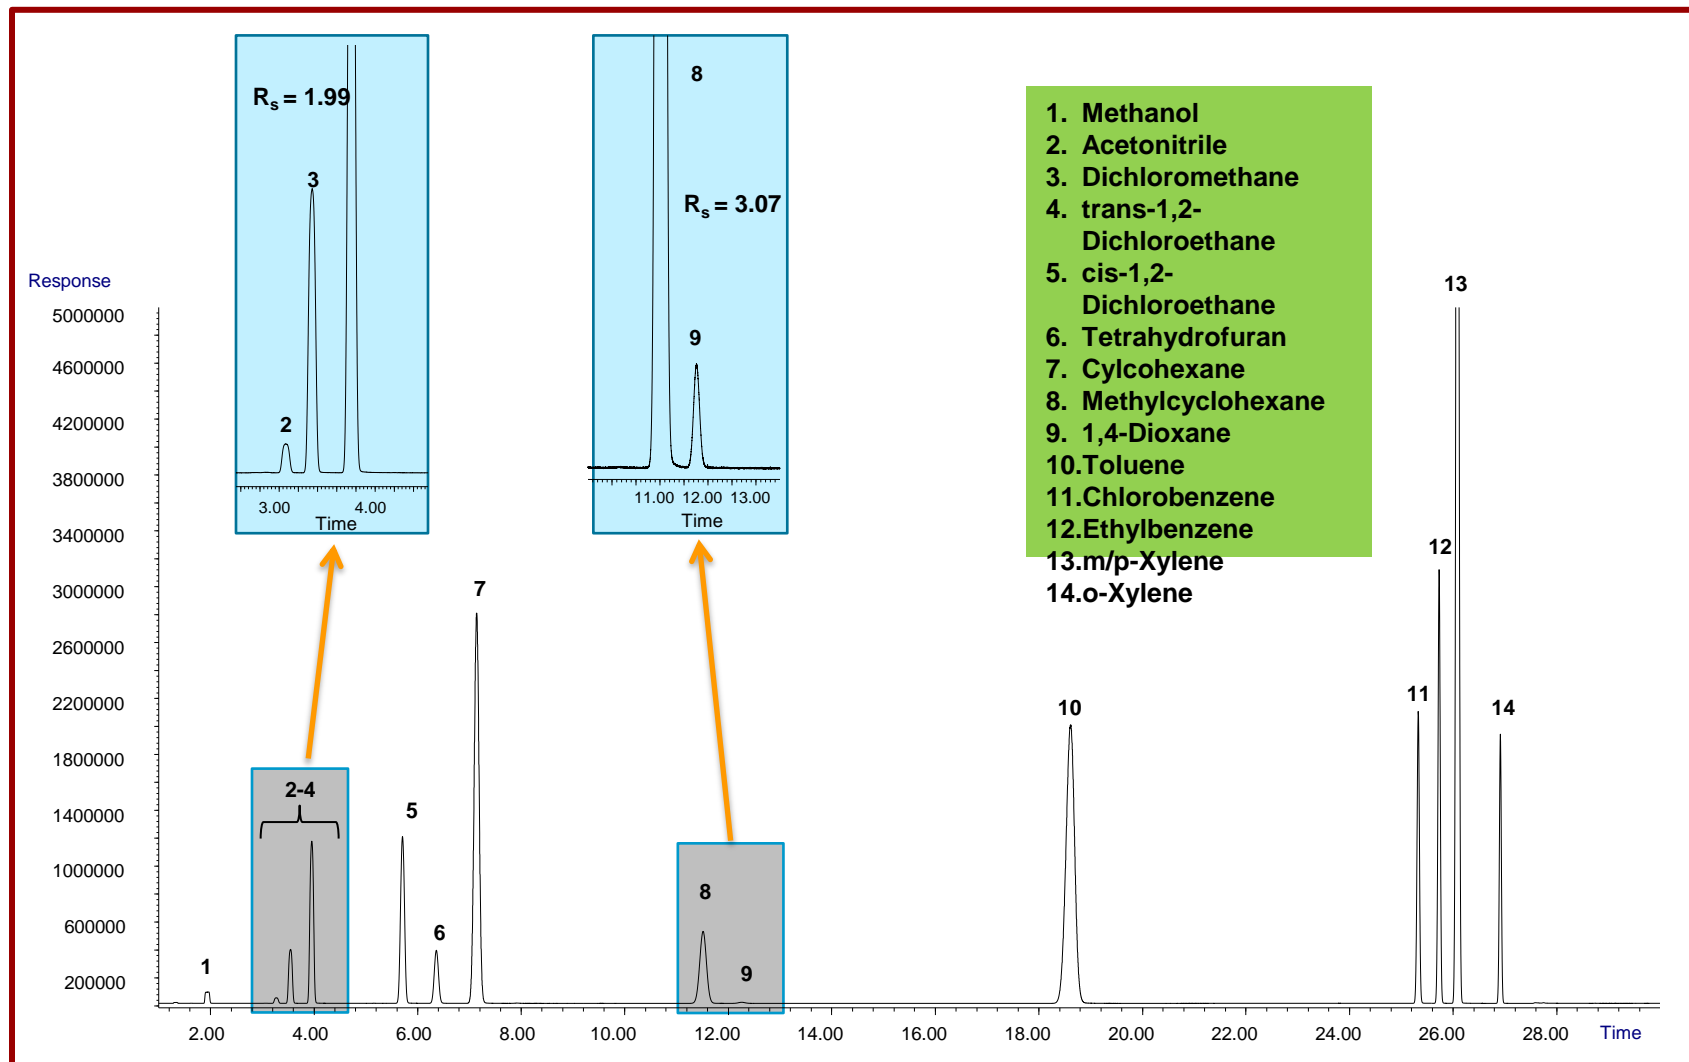 Rs = 1.99
3
2
3.00 4.00
Time
8
Rs = 3.07
9
11.00 12.00 13.00
Time
1. Methanol
2. Acetonitrile
3. Dichloromethane
4. trans-1,2-
Dichloroethane
5. cis-1,2-
Dichloroethane
6. Tetrahydrofuran
7. Cylcohexane
8. Methylcyclohexane
9. 1,4-Dioxane
10.Toluene
11.Chlorobenzene
12.Ethylbenzene
13.m/p-Xylene
14.o-Xylene
Response
5000000
4600000
4200000
3800000
3400000
3000000
2600000
2200000
1800000
1400000
1000000
600000
200000
1
2-4
5
6
7
8
9
10
11
12
13
14
2.00 4.00 6.00 8.00 10.00 12.00 14.00 16.00 18.00 20.00 22.00 24.00 26.00 28.00 Time